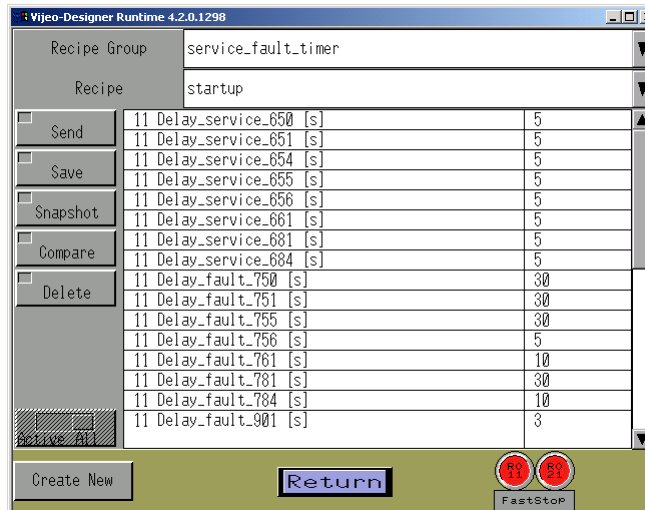 Vijeo-Designer Runtime 4.2.0.1298
Recipe Group service_fault_timer
Recipe startup
Send
Save
Snapshot
Compare
Delete
11 Delay_service_650 [s] 5
11 Delay_service_651 [s] 5
11 Delay_service_654 [s] 5
11 Delay_service_655 [s] 5
11 Delay_service_656 [s] 5
11 Delay_service_661 [s] 5
11 Delay_service_681 [s] 5
11 Delay_service_684 [s] 5
11 Delay_fault_750 [s] 30
11 Delay_fault_751 [s] 30
11 Delay_fault_755 [s] 30
11 Delay_fault_756 [s] 5
11 Delay_fault_761 [s] 10
11 Delay_fault_781 [s] 30
11 Delay_fault_784 [s] 10
11 Delay_fault_901 [s] 3
Active All
Create New
Return
RO 11
RO 21
FastStop